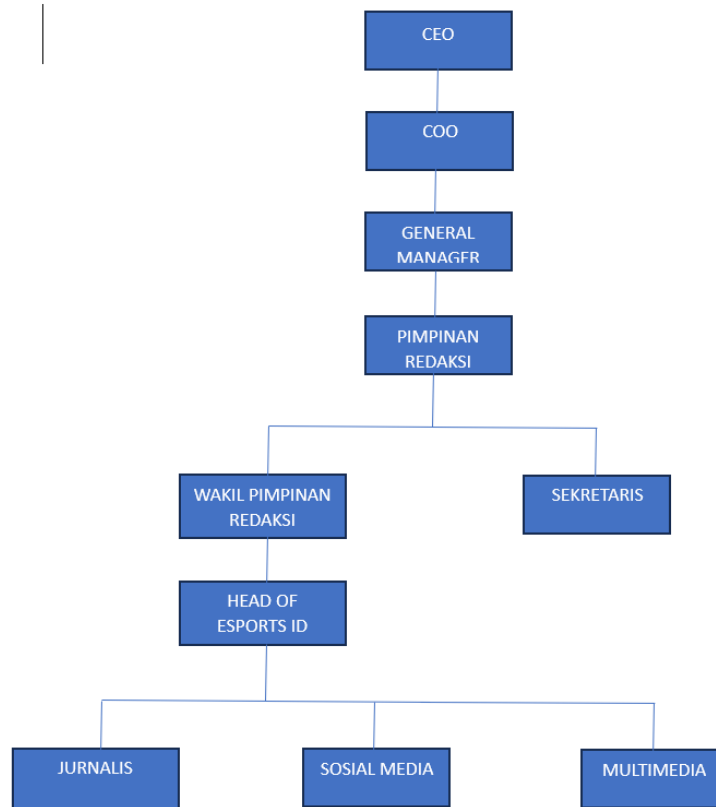 CEO
COO
GENERAL
MANAGER
PIMPINAN
REDAKSI
WAKIL PIMPINAN
REDAKSI
SEKRETARIS
HEAD OF
ESPORTS ID
JURNALIS
SOSIAL MEDIA
MULTIMEDIA